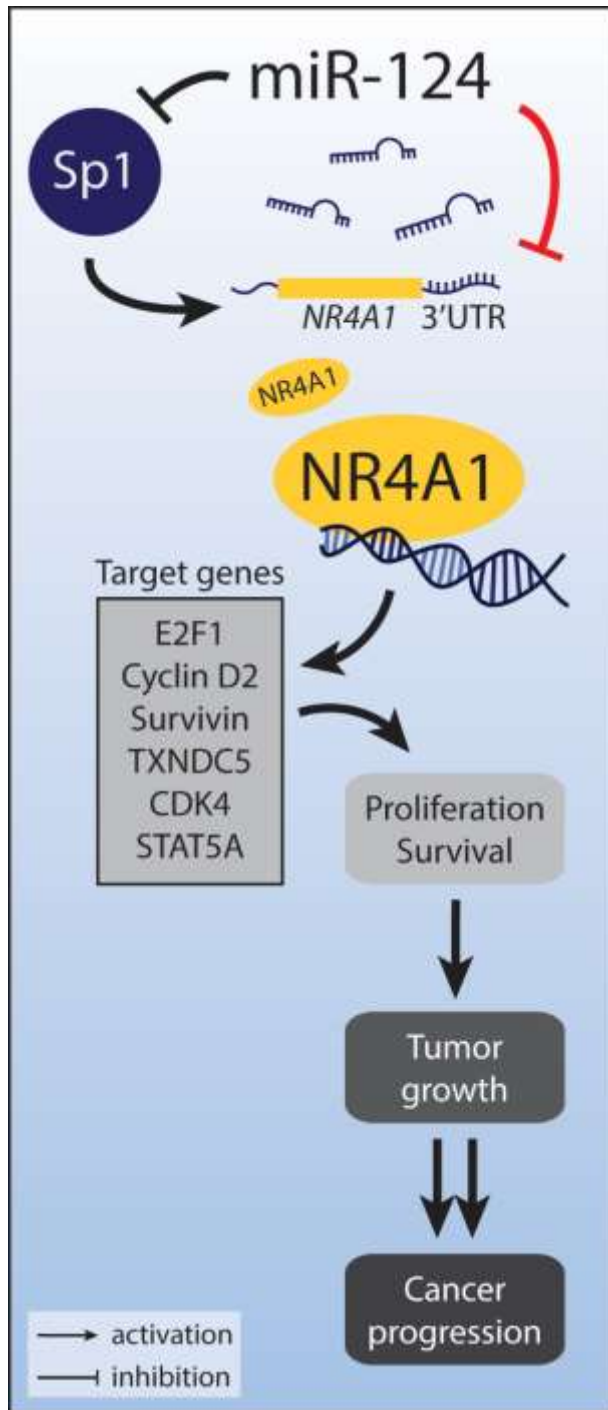 miR-124
Sp1
NR4A1 3'UTR
NR4A1
NR4A1
Target genes
E2F1
Cyclin D2
Survivin
TXNDC5
CDK4
STAT5A
Proliferation
Survival
Tumor
growth
Cancer
progression
activation
inhibition